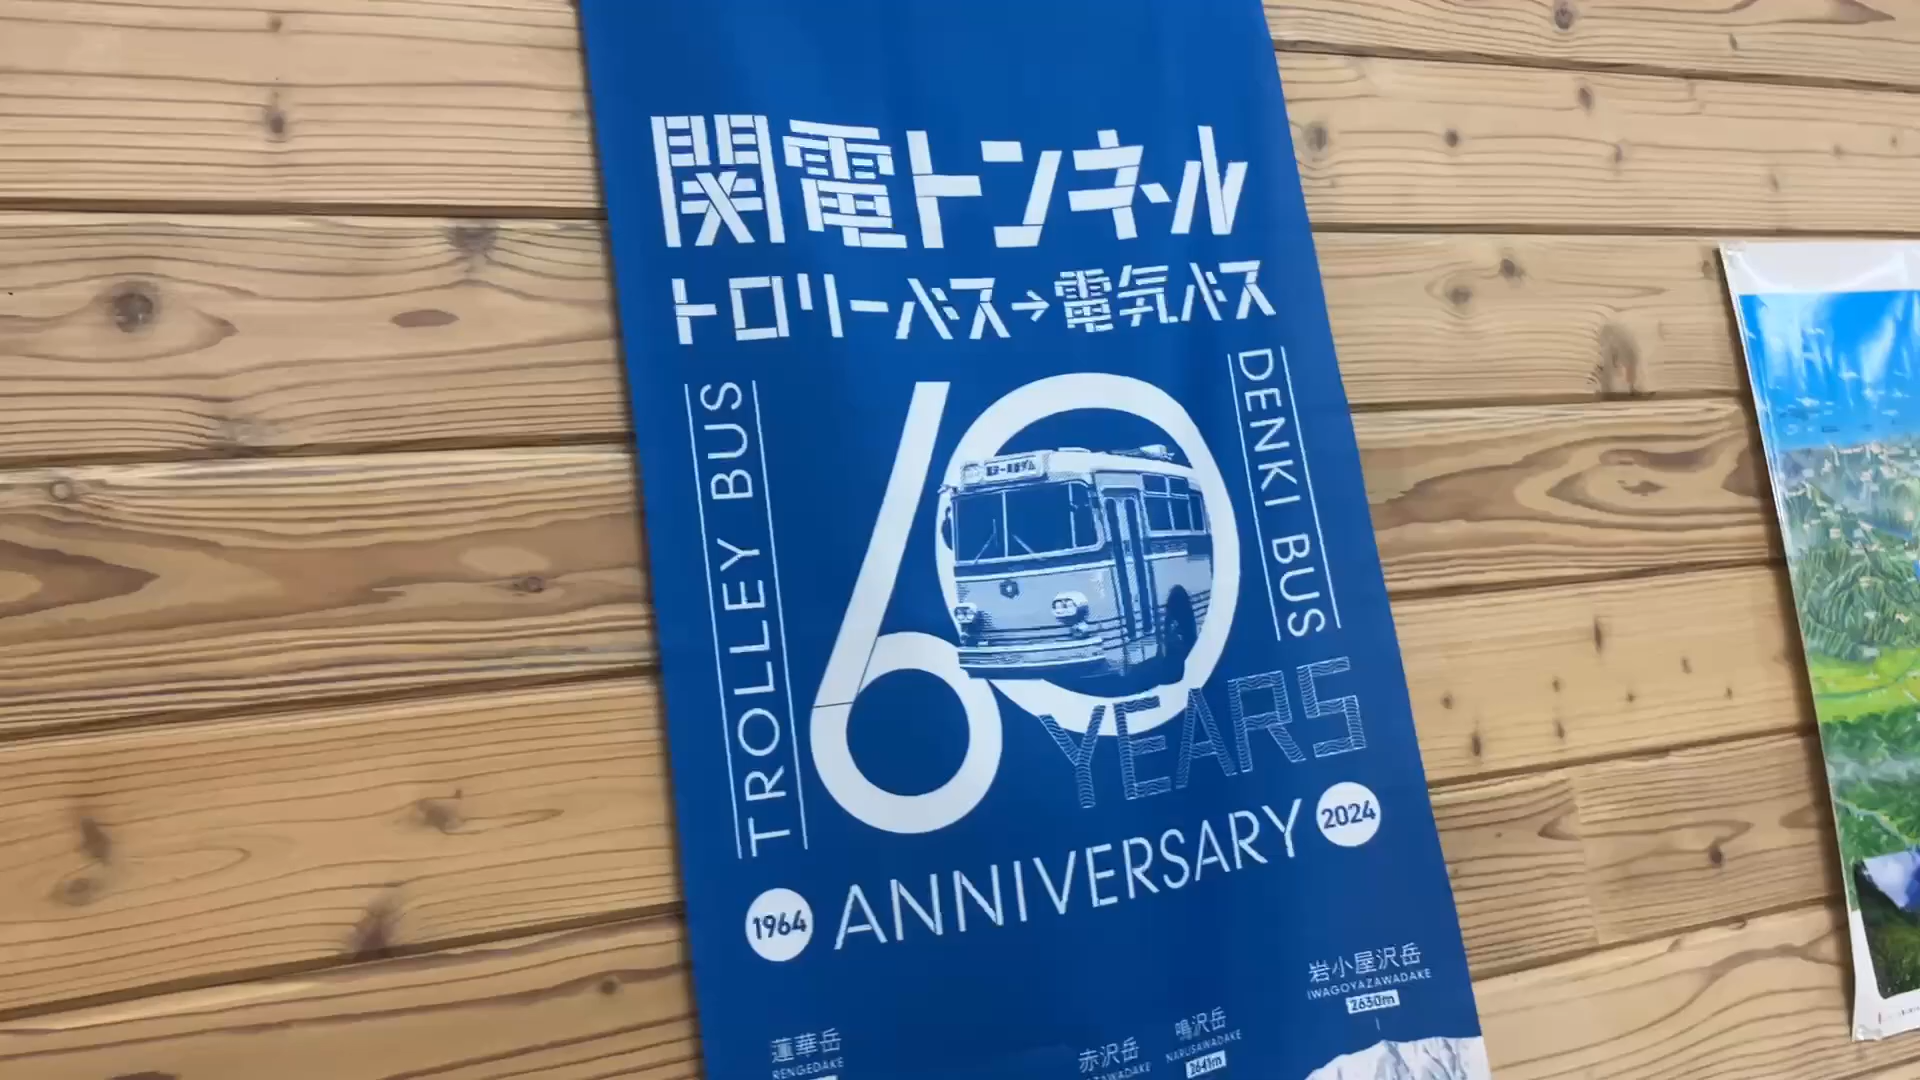 関電トンネル
トロリーバス→電気バス
TROLLEY BUS
60
DENKI BUS
YEARS
1964 ANNIVERSARY 2024
岩小屋沢岳
IWAGOYAZAWADAKE
2630m
鳴沢岳
NARUSAWADAKE
2641m
赤沢岳
蓮華岳
RENGEDAKE